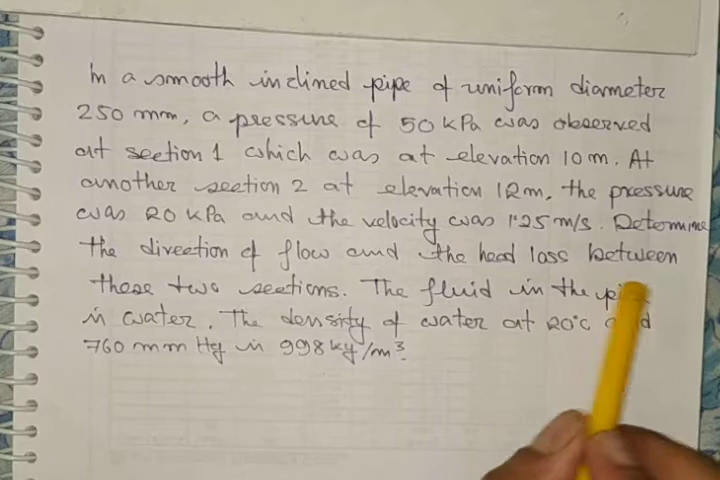 In a smooth inclined pipe of uniform diameter
250 mm, a pressure of 50 kPa was observed
at section 1 which was at elevation 10 m. At
another section 2 at elevation 12 m, the pressure
was 20 kPa and the velocity was 1.25 m/s. Determine
the direction of flow and the head loss between
these two sections. The fluid in the
is water. The density of water at 20°C
760 mm Hg is 998 kg/m³.